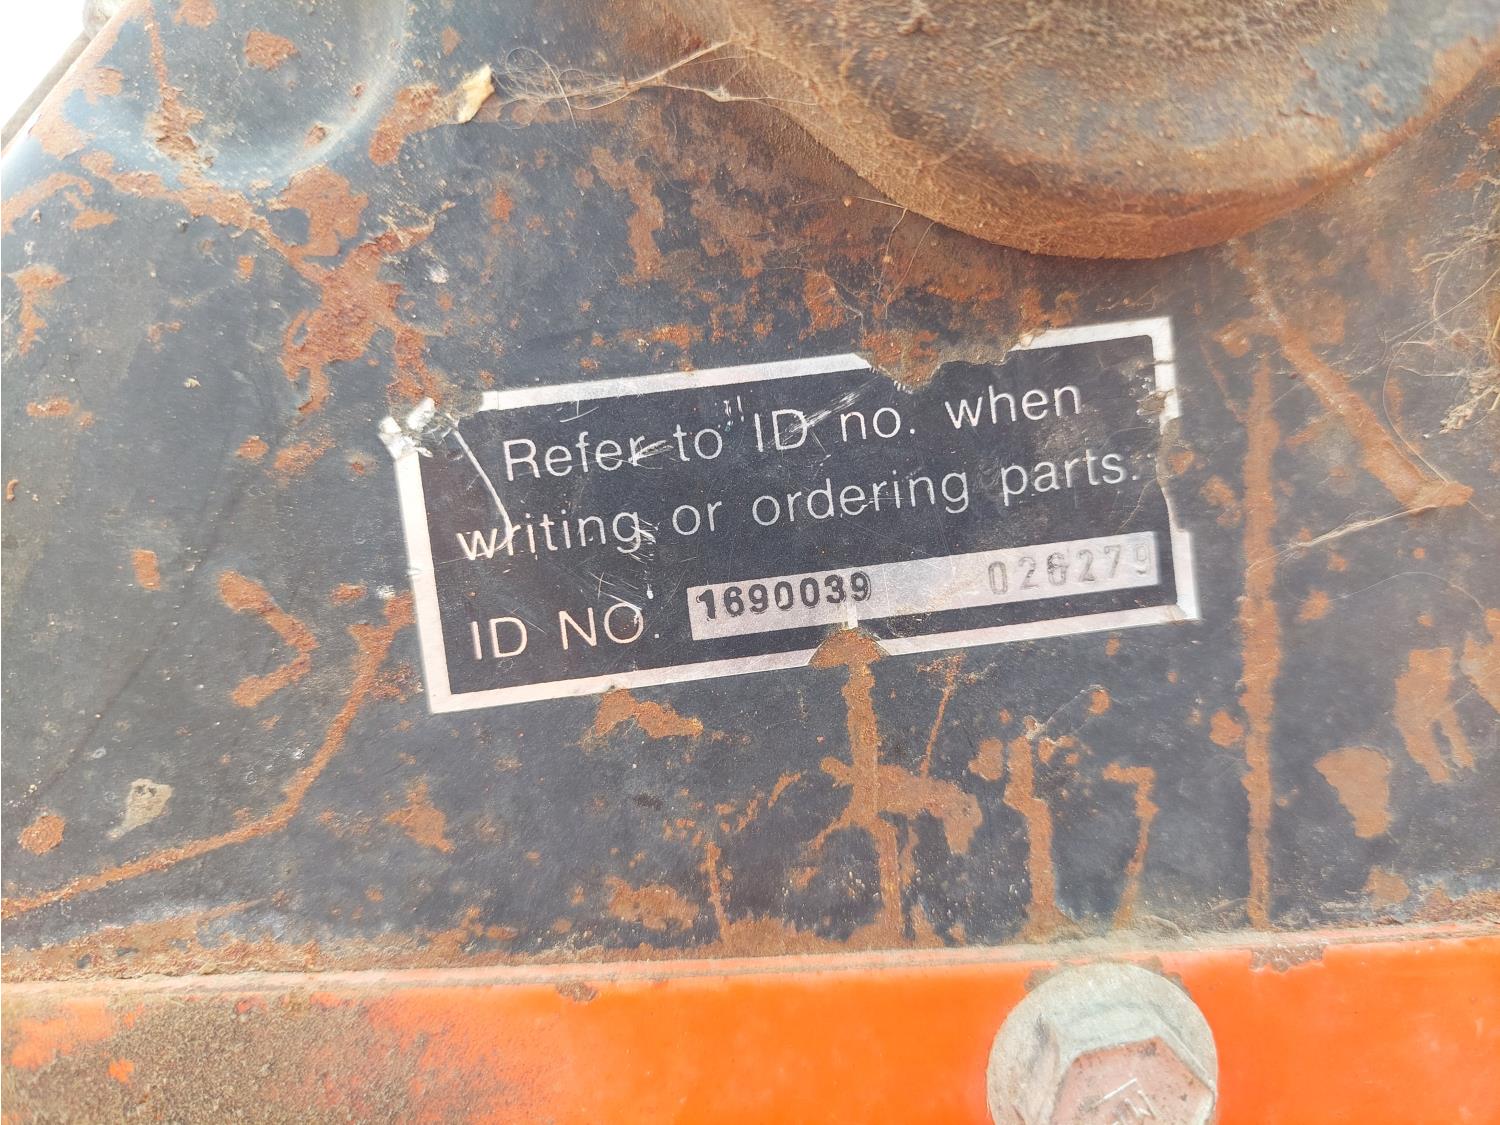 Refer to "ID no. when
writing or ordering parts.
ID NO. 1690039 026279